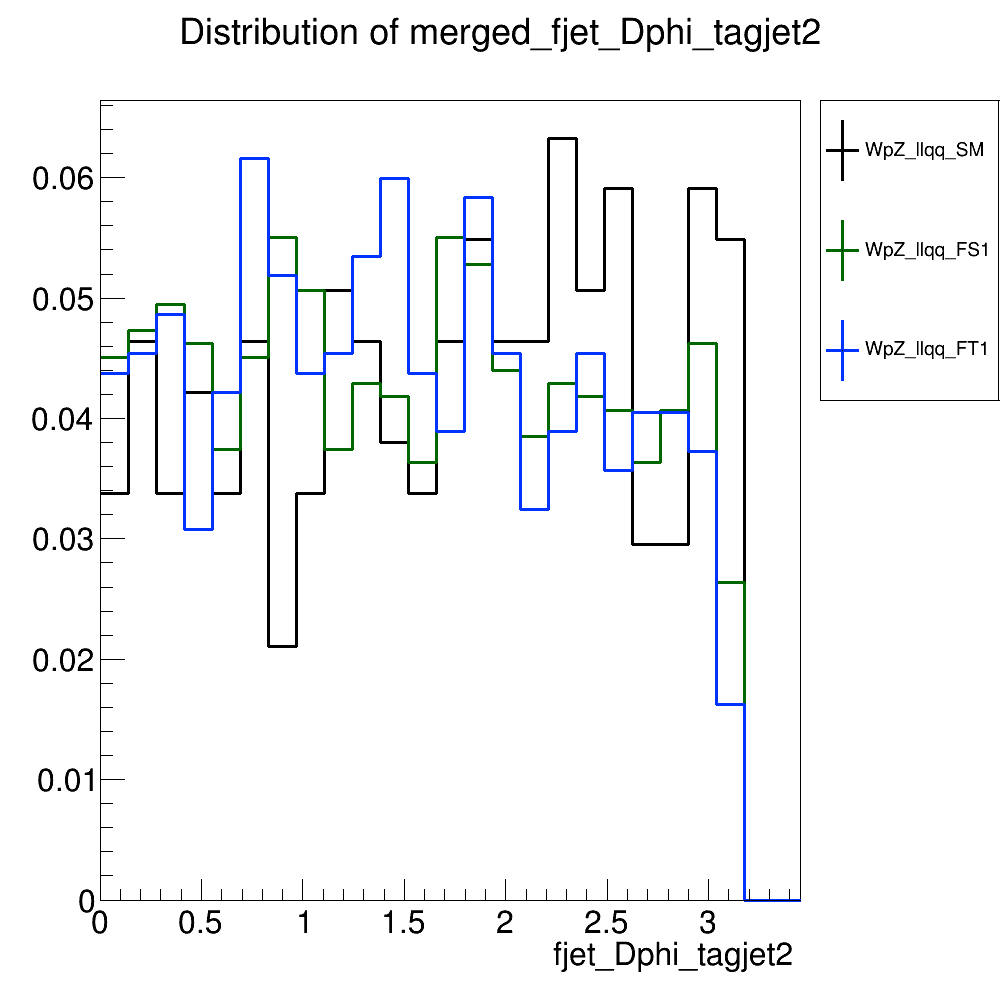 Distribution of merged_fjet_Dphi_tagjet2
WpZ_llqq_SM
WpZ_llqq_FS1
WpZ_llqq_FT1
0.06
0.05
0.04
0.03
0.02
0.01
0
0 0.5 1 1.5 2 2.5 3
fjet_Dphi_tagjet2